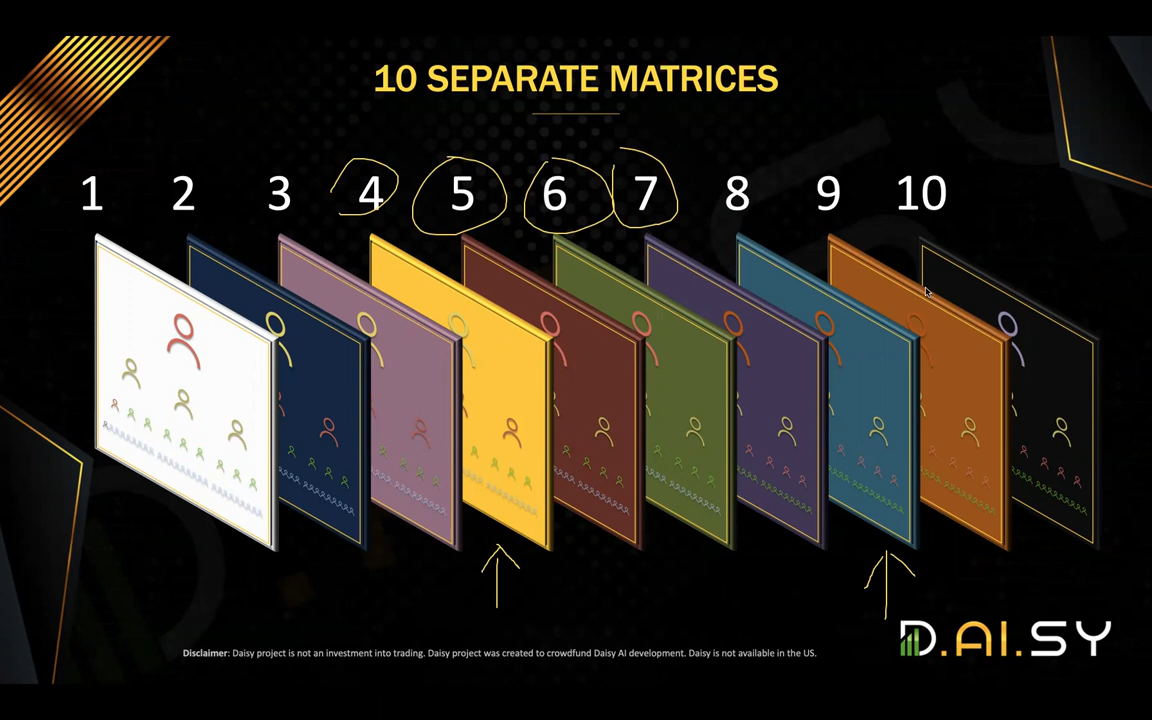 10 SEPARATE MATRICES
1 2 3 4 5 6 7 8 9 10
Disclaimer: Daisy project is not an investment into trading. Daisy project was created to crowdfund Daisy AI development. Daisy is not available in the US.
D.AI.SY